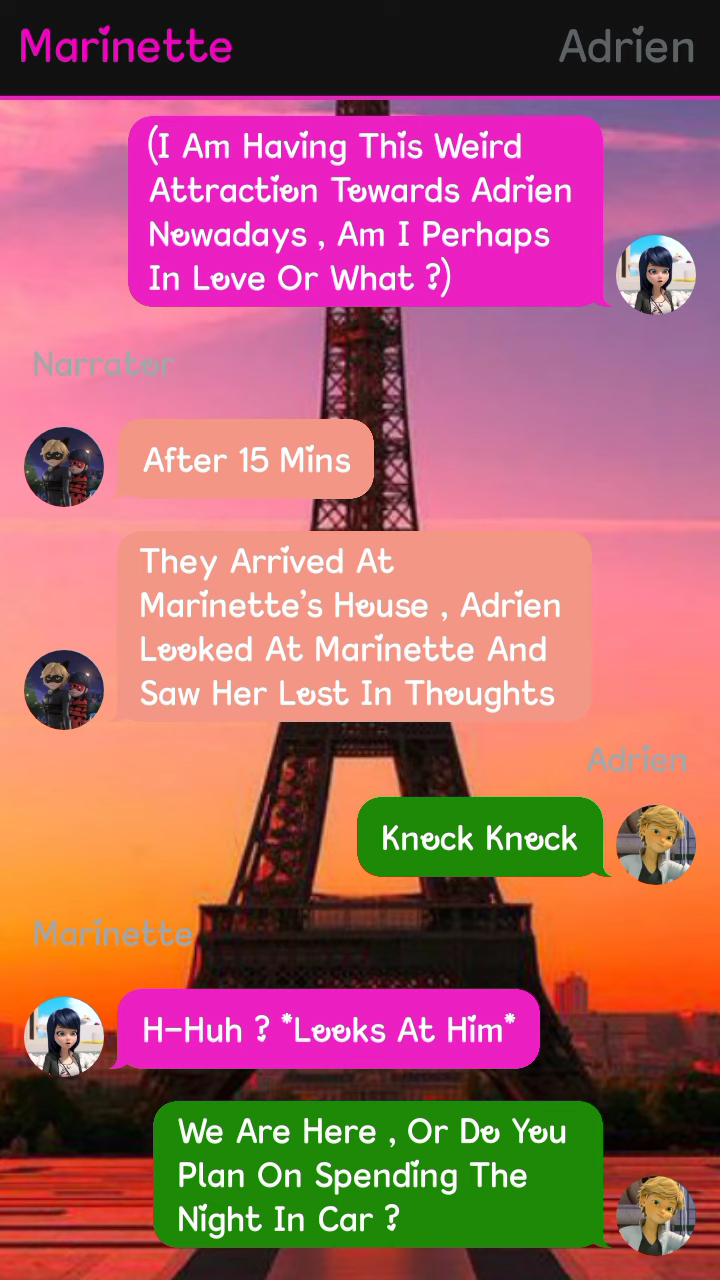 Marinette Adrien
(I Am Having This Weird
Attraction Towards Adrien
Nowadays , Am I Perhaps
In Love Or What ?)
Narrator
After 15 Mins
They Arrived At
Marinette's House , Adrien
Looked At Marinette And
Saw Her Lost In Thoughts
Adrien
Knock Knock
Marinette
H-Huh ? *Looks At Him*
We Are Here , Or Do You
Plan On Spending The
Night In Car ?